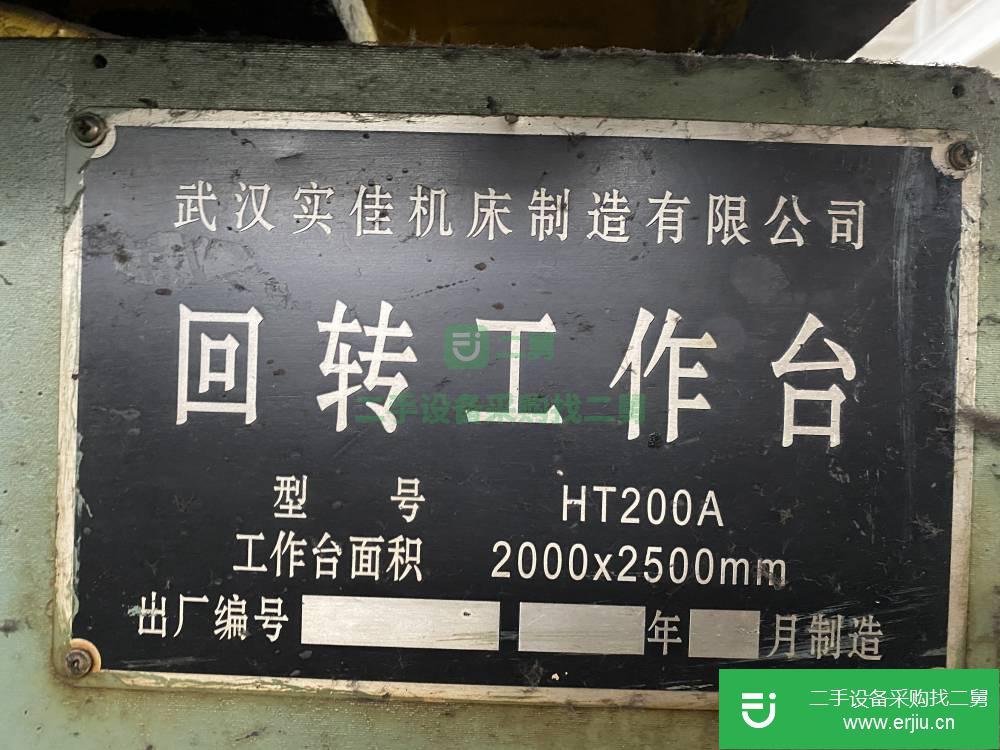 武汉实佳机床制造有限公司
回转工作台
二舅
二手设备采购找二舅
型 号 HT200A
工作台面积 2000x2500mm
出厂编号 年 月制造
二手设备采购找二舅
www.erjiu.cn